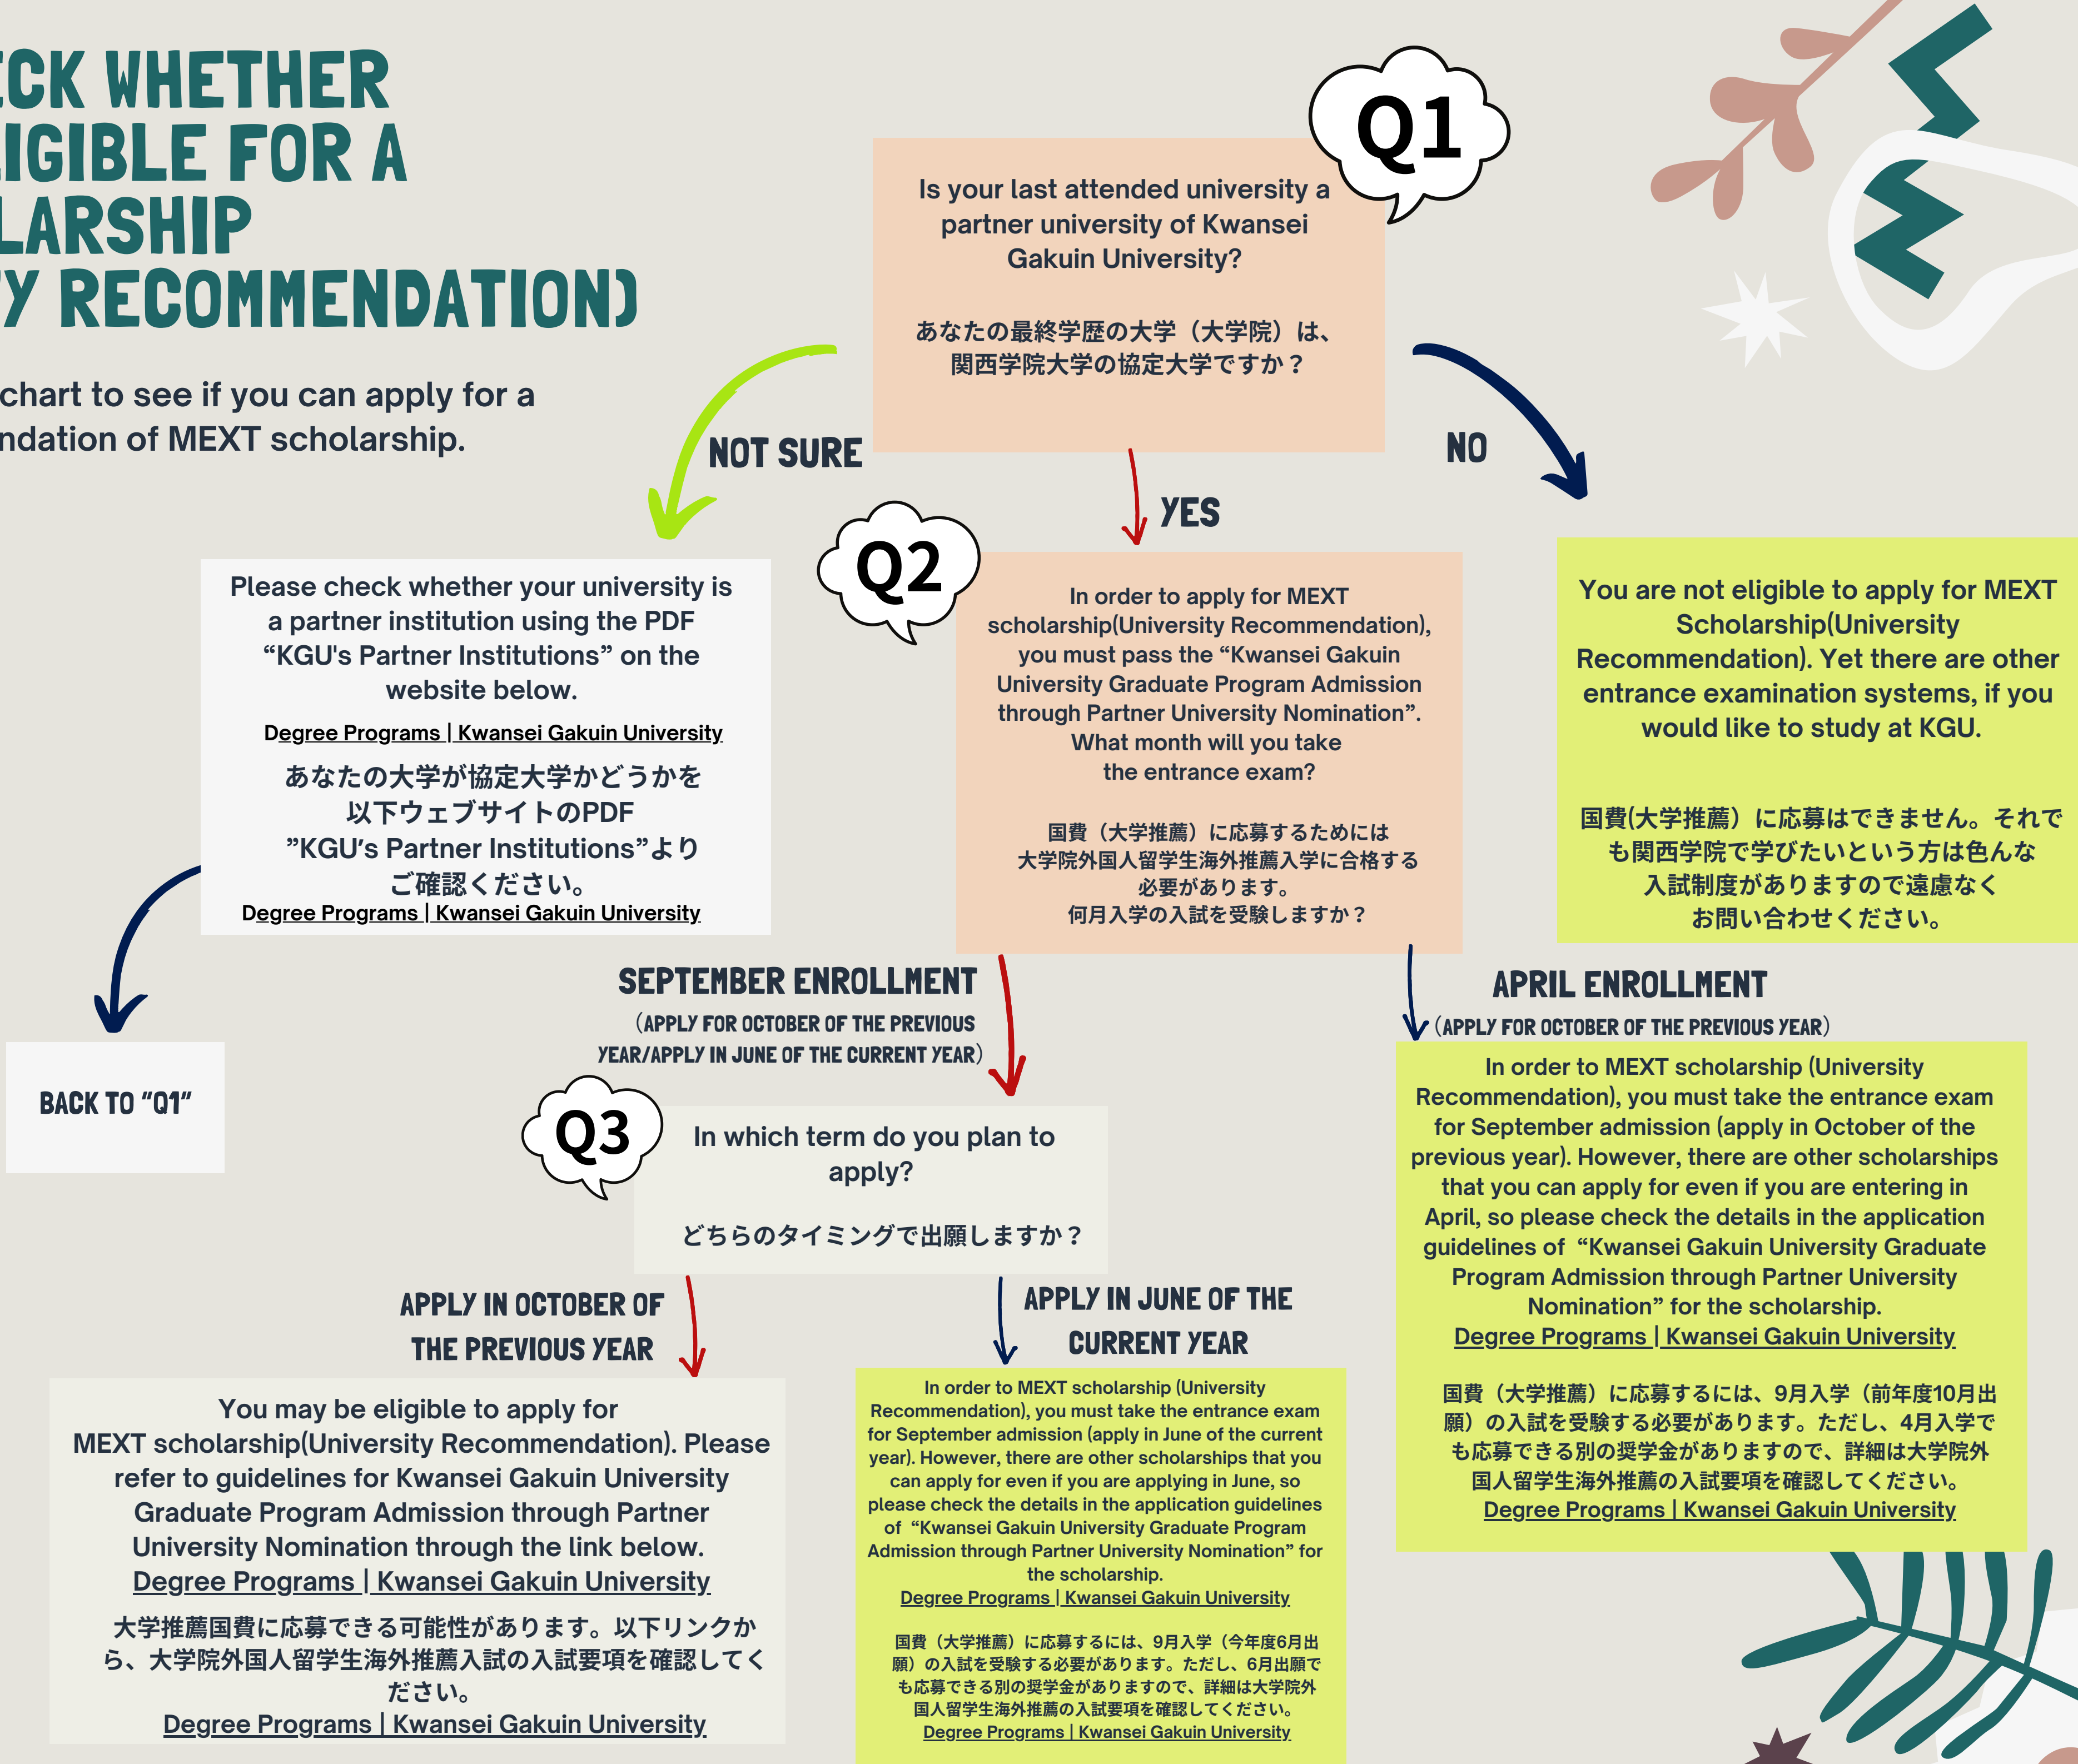 ECK WHETHER
IGIBLE FOR A
LARSHIP
Y RECOMMENDATION)
chart to see if you can apply for a
ndation of MEXT scholarship.
Q1
Is your last attended university a
partner university of Kwansei
Gakuin University?
あなたの最終学歴の大学（大学院）は、
関西学院大学の協定大学ですか？
NOT SURE
YES
NO
Please check whether your university is
a partner institution using the PDF
“KGU's Partner Institutions” on the
website below.
Degree Programs | Kwansei Gakuin University
あなたの大学が協定大学かどうかを
以下ウェブサイトのPDF
”KGU’s Partner Institutions”より
ご確認ください。
Degree Programs | Kwansei Gakuin University
BACK TO “Q1”
Q2
In order to apply for MEXT
scholarship(University Recommendation),
you must pass the “Kwansei Gakuin
University Graduate Program Admission
through Partner University Nomination”.
What month will you take
the entrance exam?
国費（大学推薦）に応募するためには
大学院外国人留学生海外推薦入学に合格する
必要があります。
何月入学の入試を受験しますか？
You are not eligible to apply for MEXT
Scholarship(University
Recommendation). Yet there are other
entrance examination systems, if you
would like to study at KGU.
国費(大学推薦）に応募はできません。それで
も関西学院で学びたいという方は色んな
入試制度がありますので遠慮なく
お問い合わせください。
SEPTEMBER ENROLLMENT
（APPLY FOR OCTOBER OF THE PREVIOUS
YEAR/APPLY IN JUNE OF THE CURRENT YEAR）
APRIL ENROLLMENT
（APPLY FOR OCTOBER OF THE PREVIOUS YEAR）
Q3
In which term do you plan to
apply?
どちらのタイミングで出願しますか？
In order to MEXT scholarship (University
Recommendation), you must take the entrance exam
for September admission (apply in October of the
previous year). However, there are other scholarships
that you can apply for even if you are entering in
April, so please check the details in the application
guidelines of “Kwansei Gakuin University Graduate
Program Admission through Partner University
Nomination” for the scholarship.
Degree Programs | Kwansei Gakuin University
国費（大学推薦）に応募するには、9月入学（前年度10月出
願）の入試を受験する必要があります。ただし、4月入学で
も応募できる別の奨学金がありますので、詳細は大学院外
国人留学生海外推薦の入試要項を確認してください。
Degree Programs | Kwansei Gakuin University
APPLY IN OCTOBER OF
THE PREVIOUS YEAR
APPLY IN JUNE OF THE
CURRENT YEAR
You may be eligible to apply for
MEXT scholarship(University Recommendation). Please
refer to guidelines for Kwansei Gakuin University
Graduate Program Admission through Partner
University Nomination through the link below.
Degree Programs | Kwansei Gakuin University
大学推薦国費に応募できる可能性があります。以下リンクか
ら、大学院外国人留学生海外推薦入試の入試要項を確認してく
ださい。
Degree Programs | Kwansei Gakuin University
In order to MEXT scholarship (University
Recommendation), you must take the entrance exam
for September admission (apply in June of the current
year). However, there are other scholarships that you
can apply for even if you are applying in June, so
please check the details in the application guidelines
of “Kwansei Gakuin University Graduate Program
Admission through Partner University Nomination” for
the scholarship.
Degree Programs | Kwansei Gakuin University
国費（大学推薦）に応募するには、9月入学（今年度6月出
願）の入試を受験する必要があります。ただし、6月出願で
も応募できる別の奨学金がありますので、詳細は大学院外
国人留学生海外推薦の入試要項を確認してください。
Degree Programs | Kwansei Gakuin University